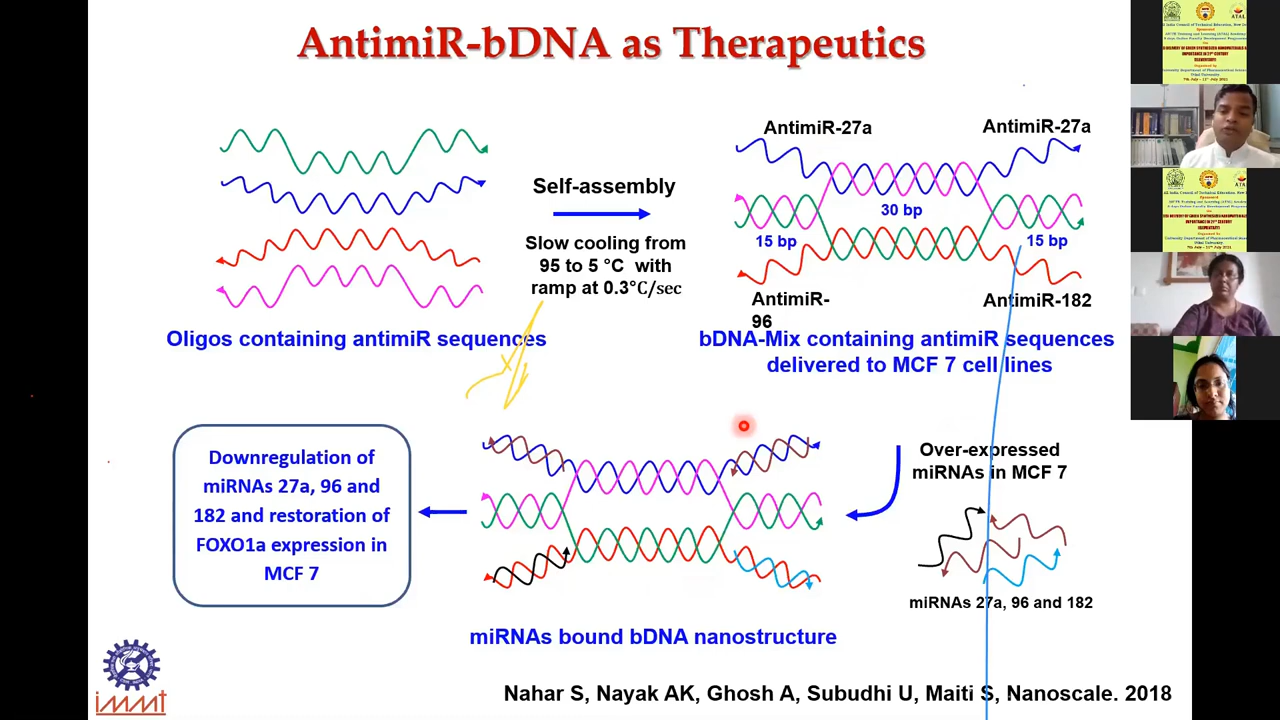 AntimiR-bDNA as Therapeutics
AntimiR-27a
AntimiR-27a
Self-assembly
30 bp
Slow cooling from
95 to 5 °C with
ramp at 0.3°C/sec
15 bp
15 bp
AntimiR-
96
AntimiR-182
Oligos containing antimiR sequences
bDNA-Mix containing antimiR sequences
delivered to MCF 7 cell lines
Downregulation of
miRNAs 27a, 96 and
182 and restoration of
FOXO1a expression in
MCF 7
Over-expressed
miRNAs in MCF 7
miRNAs 27a, 96 and 182
miRNAs bound bDNA nanostructure
immt
Nahar S, Nayak AK, Ghosh A, Subudhi U, Maiti S, Nanoscale. 2018